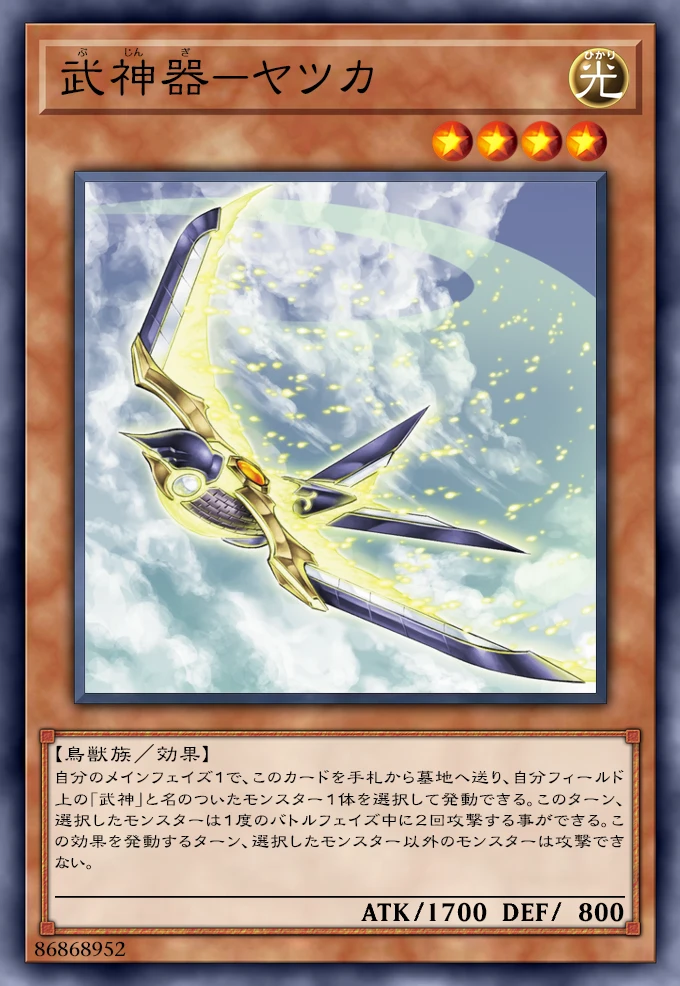 ぶ じん ぎ
武神器－ヤツカ
ひかり
光
【鳥獣族／効果】
自分のメインフェイズ１で、このカードを手札から墓地へ送り、自分フィールド
上の「武神」と名のついたモンスター１体を選択して発動できる。このターン、
選択したモンスターは１度のバトルフェイズ中に２回攻撃する事ができる。こ
の効果を発動するターン、選択したモンスター以外のモンスターは攻撃でき
ない。
ATK/1700 DEF/ 800
86868952